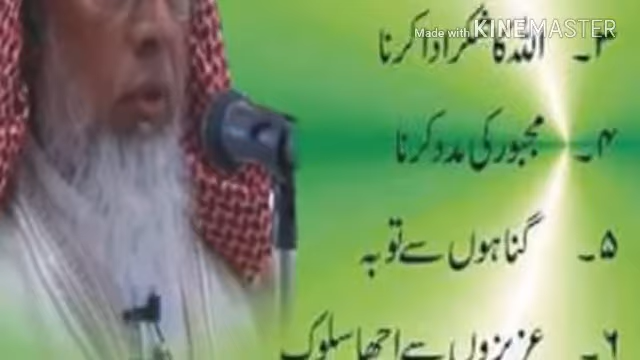 Made with KINEMASTER
۳۔ اللہ کا شکر ادا کرنا
۴۔ مجبور کی مدد کرنا
۵۔ گناہوں سے توبہ
۶۔ عزیزوں سے اچھا سلوک